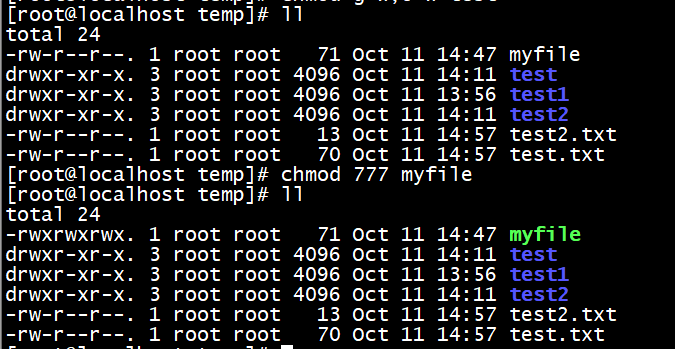 [root@localhost temp]# ll
total 24
-rw-r--r--. 1 root root   71 Oct 11 14:47 myfile
drwxr-xr-x. 3 root root 4096 Oct 11 14:11 test
drwxr-xr-x. 3 root root 4096 Oct 11 13:56 test1
drwxr-xr-x. 3 root root 4096 Oct 11 14:11 test2
-rw-r--r--. 1 root root   13 Oct 11 14:57 test2.txt
-rw-r--r--. 1 root root   70 Oct 11 14:57 test.txt
[root@localhost temp]# chmod 777 myfile
[root@localhost temp]# ll
total 24
-rwxrwxrwx. 1 root root   71 Oct 11 14:47 myfile
drwxr-xr-x. 3 root root 4096 Oct 11 14:11 test
drwxr-xr-x. 3 root root 4096 Oct 11 13:56 test1
drwxr-xr-x. 3 root root 4096 Oct 11 14:11 test2
-rw-r--r--. 1 root root   13 Oct 11 14:57 test2.txt
-rw-r--r--. 1 root root   70 Oct 11 14:57 test.txt
[root@localhost temp]#